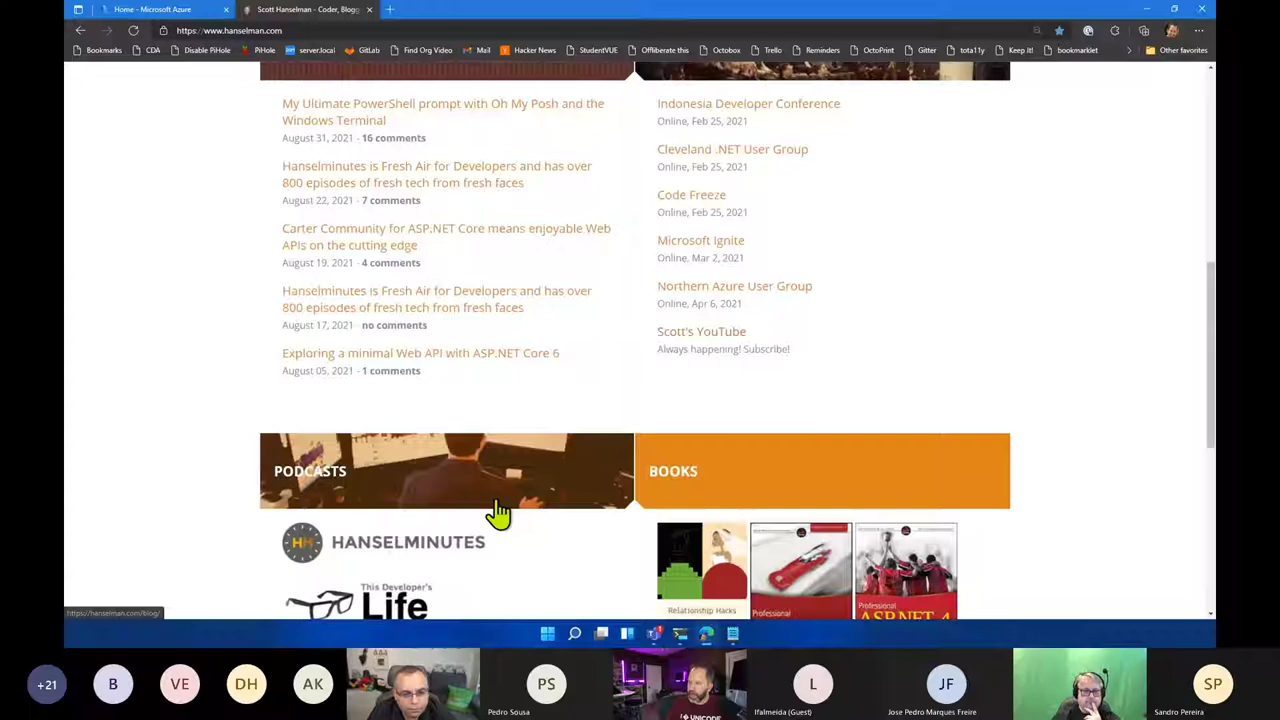 Home - Microsoft Azure
Scott Hanselman - Coder, Blogg
https://www.hanselman.com
Bookmarks
CDA
Disable PiHole
PiHole
server.local
GitLab
Find Org Video
Mail
Hacker News
StudentVUE
Offliberate this
Octobox
Trello
Reminders
OctoPrint
Gitter
tota11y
Keep It!
bookmarklet
Other favorites
My Ultimate PowerShell prompt with Oh My Posh and the
Windows Terminal
August 31, 2021 - 16 comments
Hanselminutes is Fresh Air for Developers and has over
800 episodes of fresh tech from fresh faces
August 22, 2021 - 7 comments
Carter Community for ASP.NET Core means enjoyable Web
APIs on the cutting edge
August 19, 2021 - 4 comments
Hanselminutes is Fresh Air for Developers and has over
800 episodes of fresh tech from fresh faces
August 17, 2021 - no comments
Exploring a minimal Web API with ASP.NET Core 6
August 05, 2021 - 1 comments
Indonesia Developer Conference
Online, Feb 25, 2021
Cleveland .NET User Group
Online, Feb 25, 2021
Code Freeze
Online, Feb 25, 2021
Microsoft Ignite
Online, Mar 2, 2021
Northern Azure User Group
Online, Apr 6, 2021
Scott's YouTube
Always happening! Subscribe!
PODCASTS
BOOKS
HM HANSELMINUTES
This Developer's
Life
Relationship Hacks
Professional
Professional
ASP.NET 4
https://hanselman.com/blog/
+21
B
VE
DH
AK
PS
Pedro Sousa
UNICODE
L
lfalmeida (Guest)
JF
Jose Pedro Marques Freire
SP
Sandro Pereira